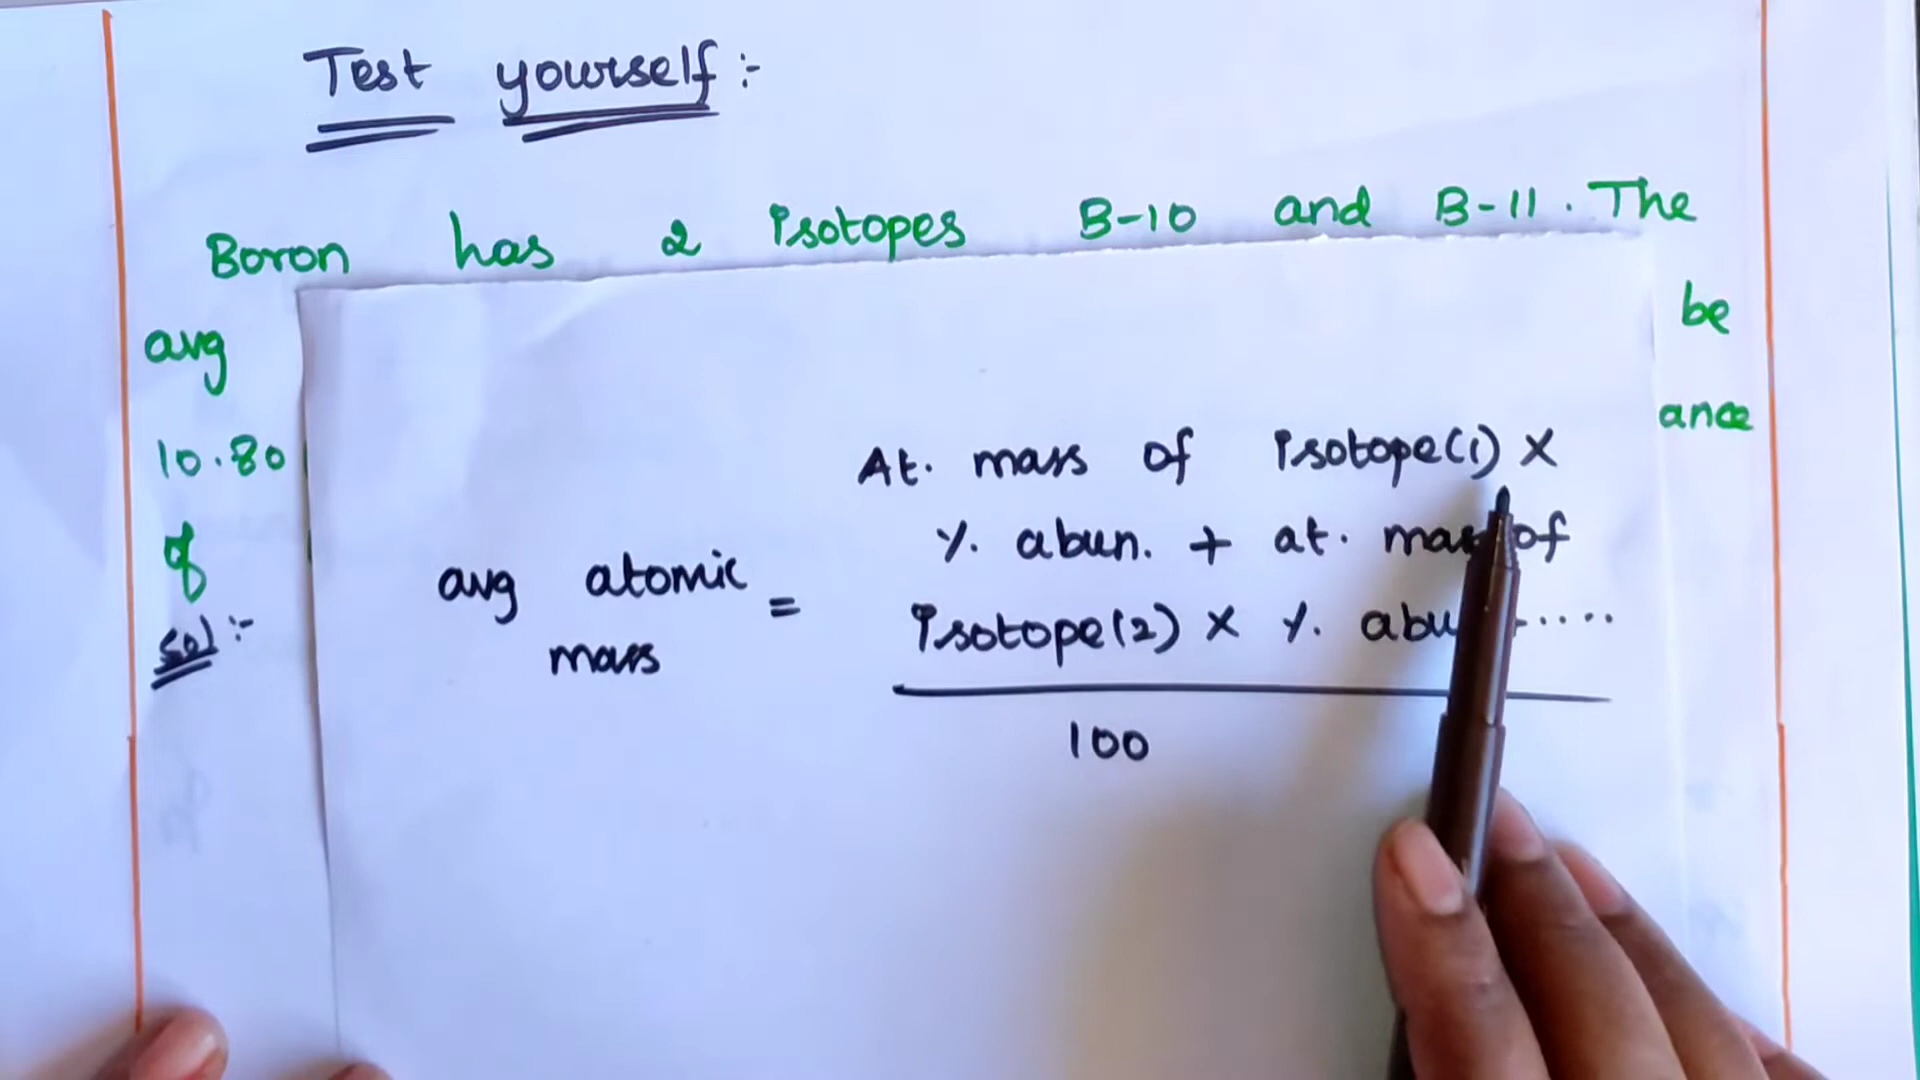 Test yourself :-
Boron has 2 isotopes B-10 and B-11. The
avg be
10.80 ance
of
Sol :-
At. mass of isotope(1) X
%. abun. + at. mass of
avg atomic mass =
isotope(2) X %. abun + .....
100